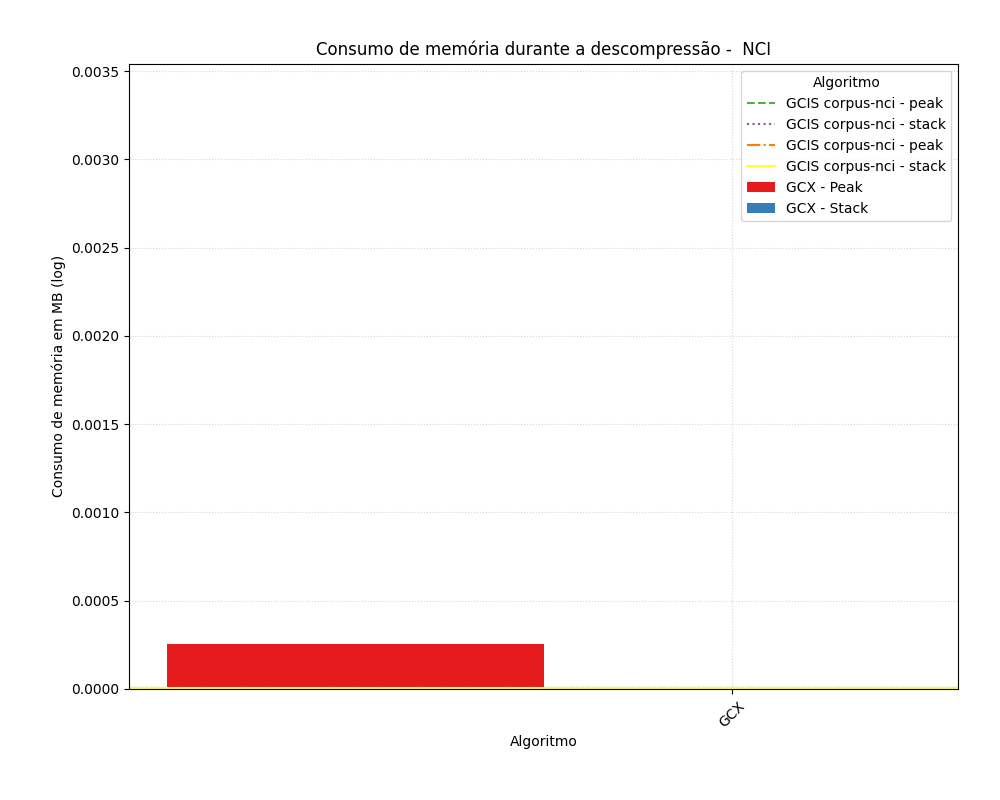 Consumo de memória durante a descompressão -  NCI
0.0035
0.0030
0.0025
0.0020
0.0015
0.0010
0.0005
0.0000
Consumo de memória em MB (log)
Algoritmo
GCIS corpus-nci - peak
GCIS corpus-nci - stack
GCIS corpus-nci - peak
GCIS corpus-nci - stack
GCX - Peak
GCX - Stack
GCX
Algoritmo